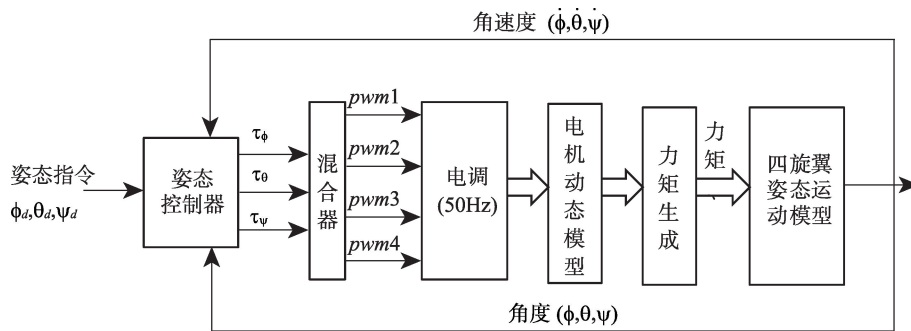 角速度 (ϕ̇,θ̇,ψ̇)
姿态指令
ϕd,θd,ψd
姿态
控制器
τϕ
τθ
τψ
混合器
pwm1
pwm2
pwm3
pwm4
电调
(50Hz)
电机动态模型
力矩生成
力矩
四旋翼
姿态运
动模型
角度 (ϕ,θ,ψ)